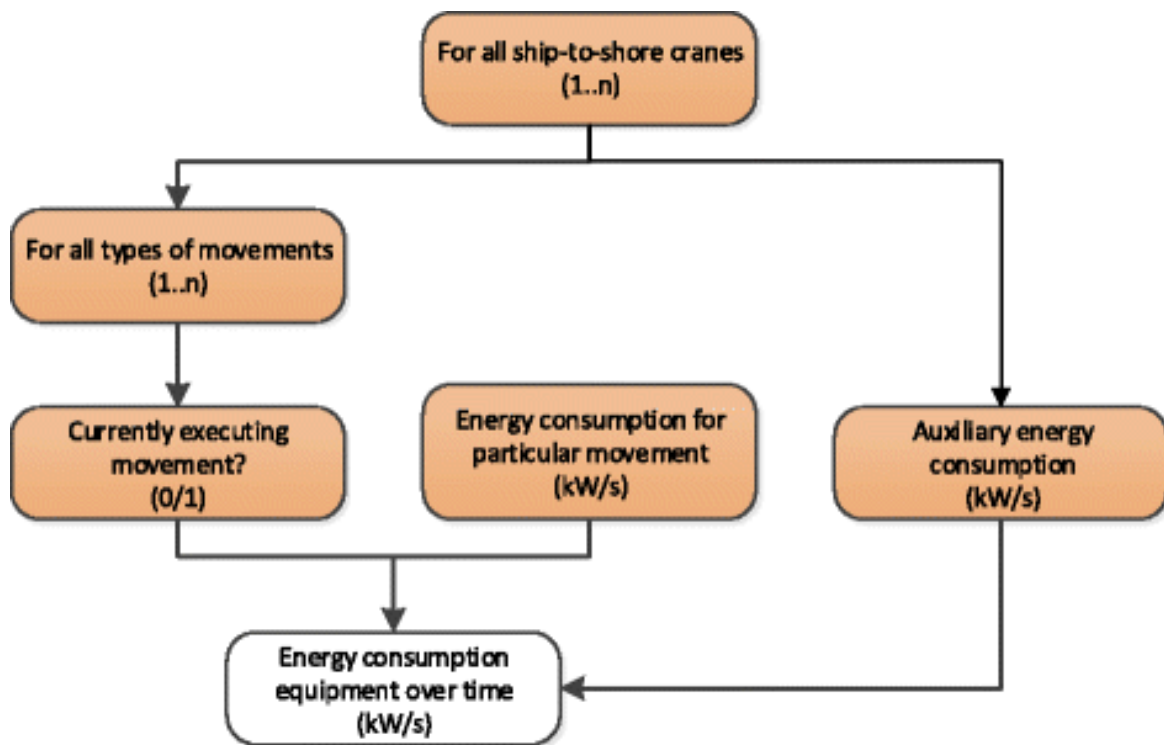 For all ship-to-shore cranes
(1..n)
For all types of movements
(1..n)
Currently executing
movement?
(0/1)
Energy consumption for
particular movement
(kW/s)
Auxiliary energy
consumption
(kW/s)
Energy consumption
equipment over time
(kW/s)